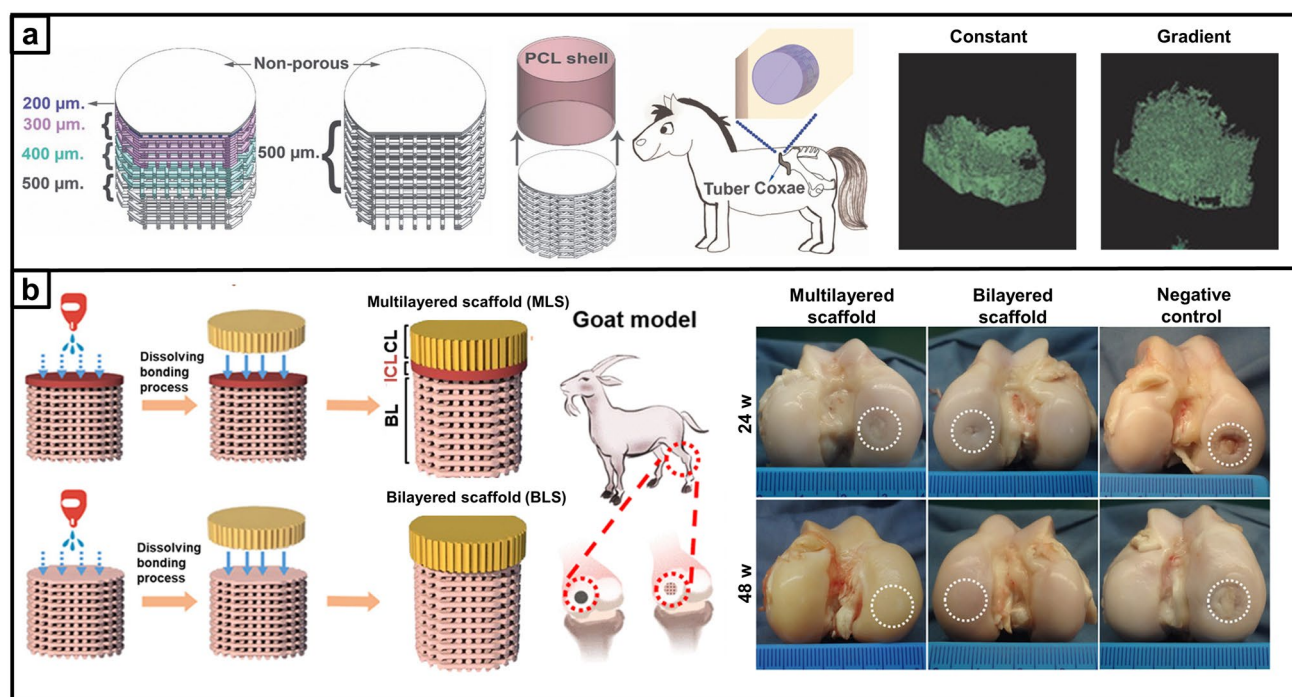 a
Non-porous
200 μm.
300 μm.
400 μm.
500 μm.
500 μm.
PCL shell
Tuber Coxae
Constant
Gradient
b
Dissolving
bonding
process
Multilayered scaffold (MLS)
CL
ICL
BL
Dissolving
bonding
process
Bilayered scaffold (BLS)
Goat model
Multilayered
scaffold
Bilayered
scaffold
Negative
control
24 w
48 w